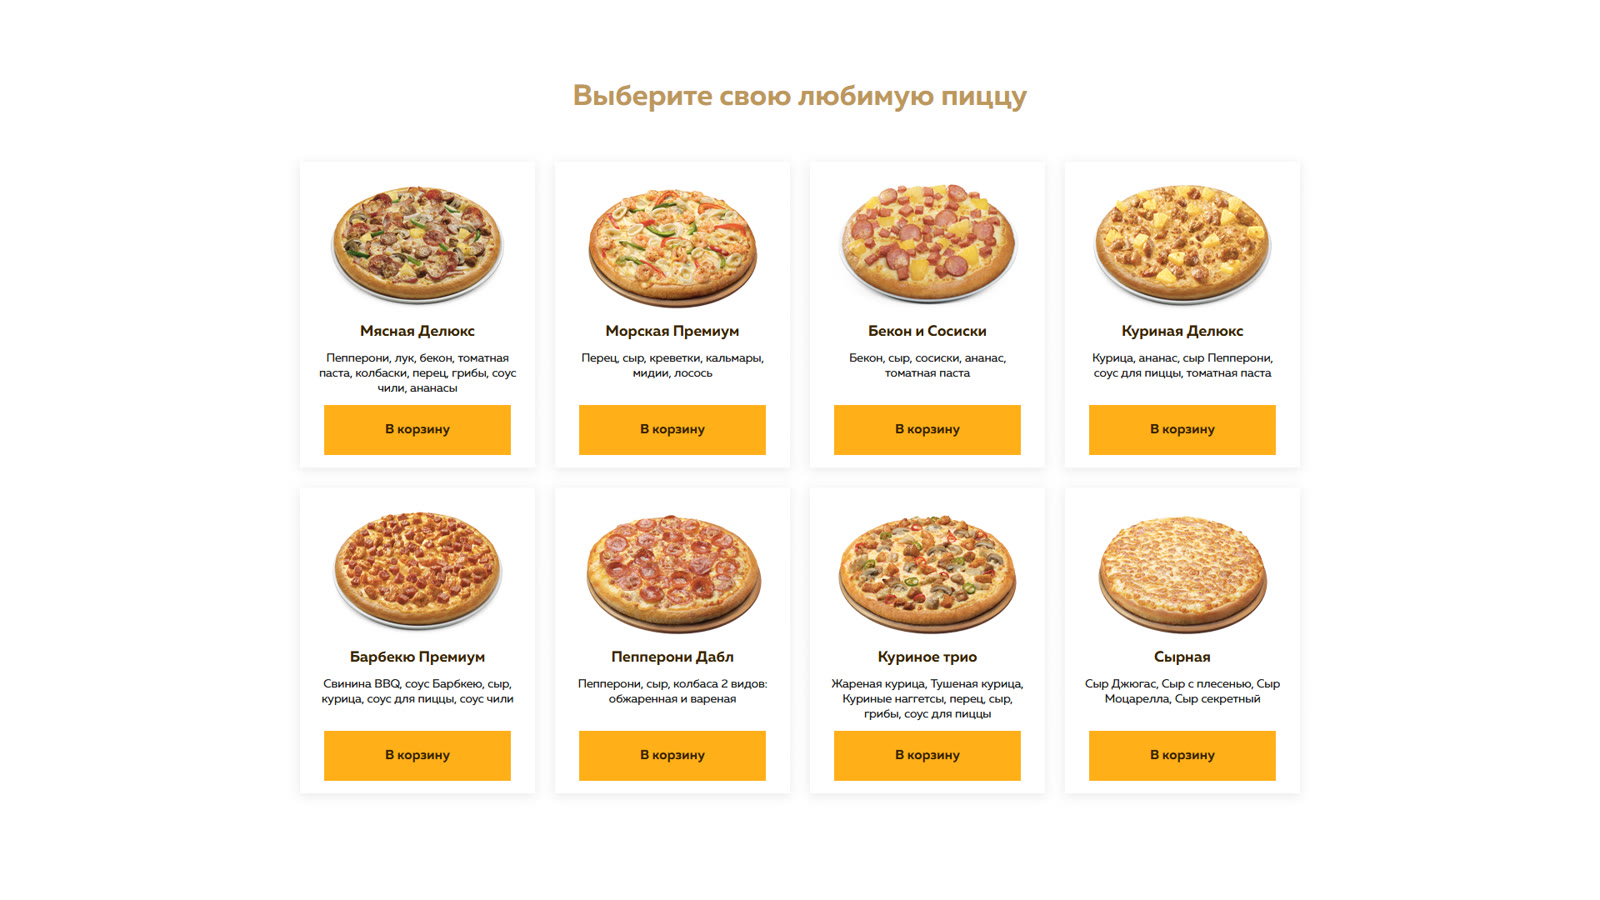 Выберите свою любимую пиццу
Мясная Делюкс
Пепперони, лук, бекон, томатная
паста, колбаски, перец, грибы, соус
чили, ананасы
В корзину
Морская Премиум
Перец, сыр, креветки, кальмары,
мидии, лосось
В корзину
Бекон и Сосиски
Бекон, сыр, сосиски, ананас,
томатная паста
В корзину
Куриная Делюкс
Курица, ананас, сыр Пепперони,
соус для пиццы, томатная паста
В корзину
Барбекю Премиум
Свинина BBQ, соус Барбкею, сыр,
курица, соус для пиццы, соус чили
В корзину
Пепперони Дабл
Пепперони, сыр, колбаса 2 видов:
обжаренная и вареная
В корзину
Куриное трио
Жареная курица, Тушеная курица,
Куриные наггетсы, перец, сыр,
грибы, соус для пиццы
В корзину
Сырная
Сыр Джюгас, Сыр с плесенью, Сыр
Моцарелла, Сыр секретный
В корзину